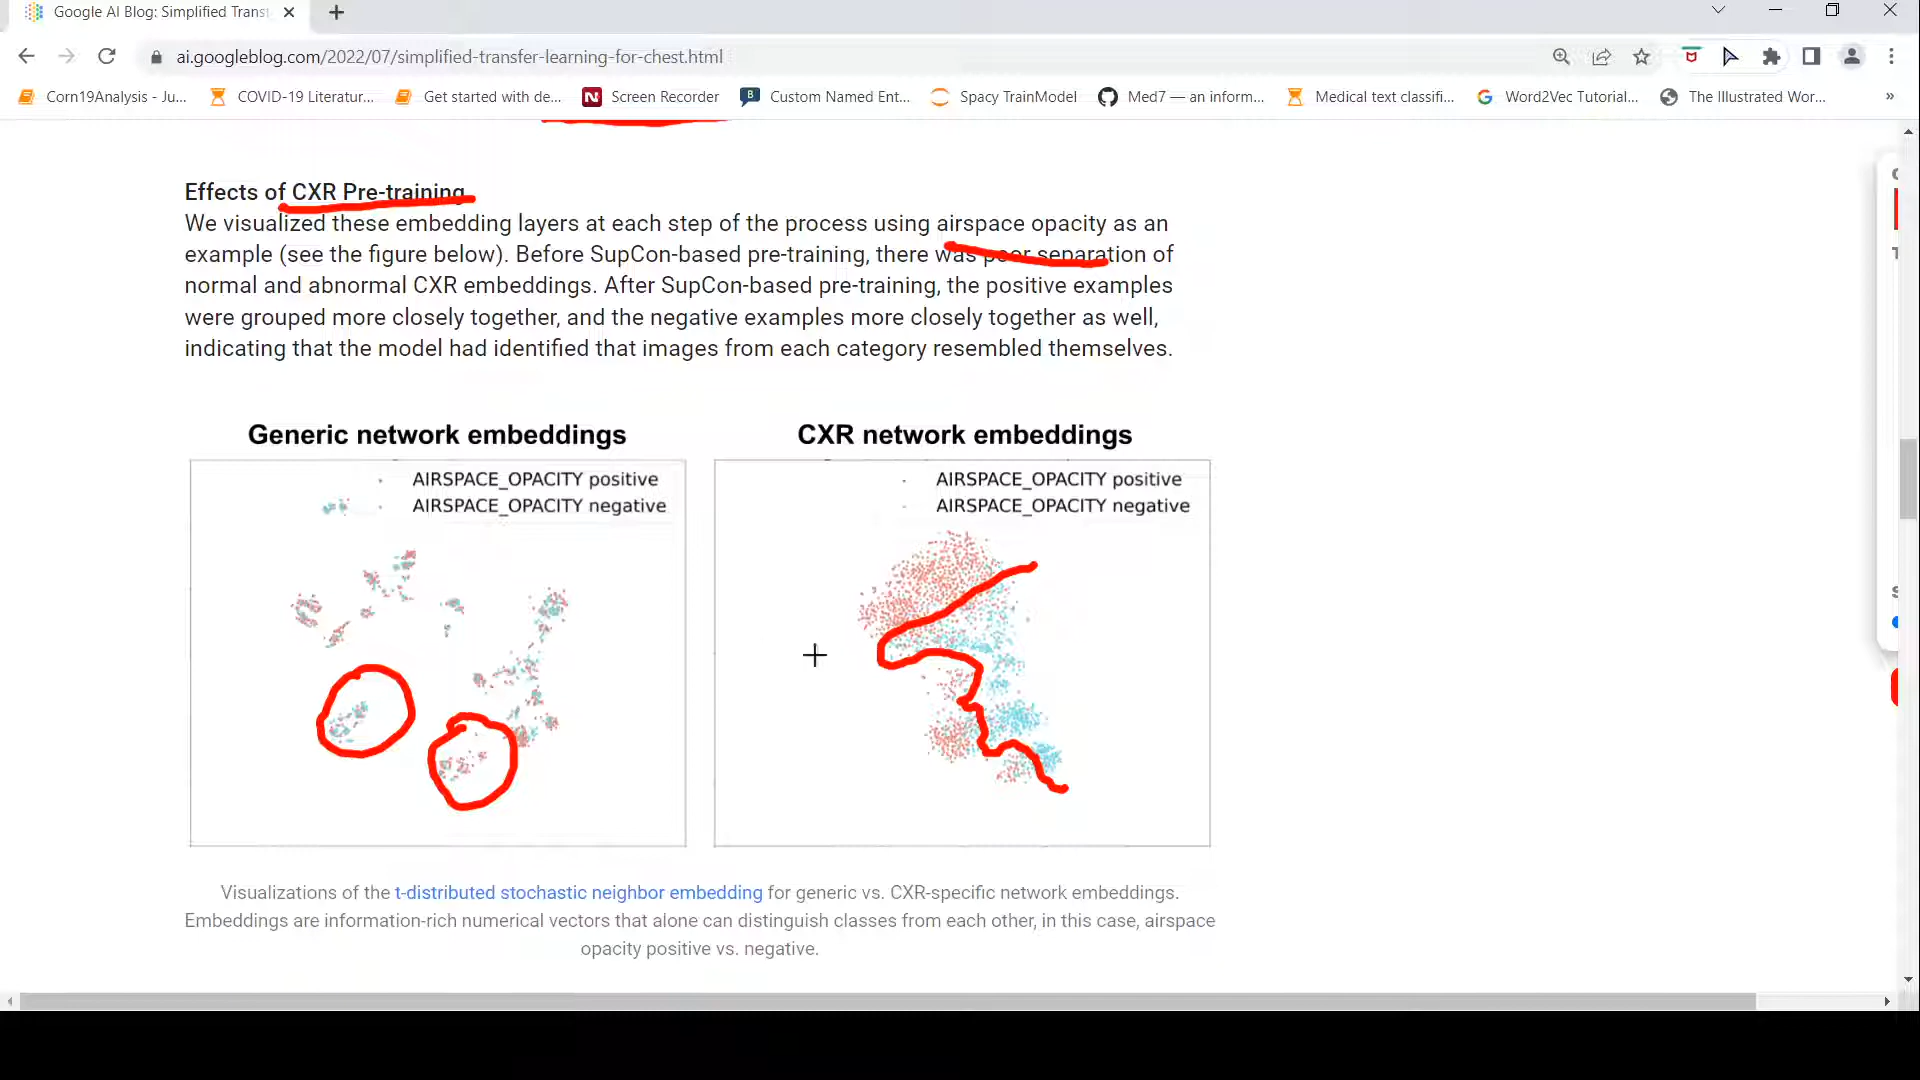 Google AI Blog: Simplified Trans
ai.googleblog.com/2022/07/simplified-transfer-learning-for-chest.html
Corn19Analysis - Ju...
COVID-19 Literatur...
Get started with de...
Screen Recorder
Custom Named Ent...
Spacy TrainModel
Med7 — an inform...
Medical text classifi...
Word2Vec Tutorial...
The Illustrated Wor...
»
Effects of CXR Pre-training
We visualized these embedding layers at each step of the process using airspace opacity as an
example (see the figure below). Before SupCon-based pre-training, there was poor separation of
normal and abnormal CXR embeddings. After SupCon-based pre-training, the positive examples
were grouped more closely together, and the negative examples more closely together as well,
indicating that the model had identified that images from each category resembled themselves.
Generic network embeddings
AIRSPACE_OPACITY positive
AIRSPACE_OPACITY negative
CXR network embeddings
AIRSPACE_OPACITY positive
AIRSPACE_OPACITY negative
Visualizations of the t-distributed stochastic neighbor embedding for generic vs. CXR-specific network embeddings.
Embeddings are information-rich numerical vectors that alone can distinguish classes from each other, in this case, airspace
opacity positive vs. negative.